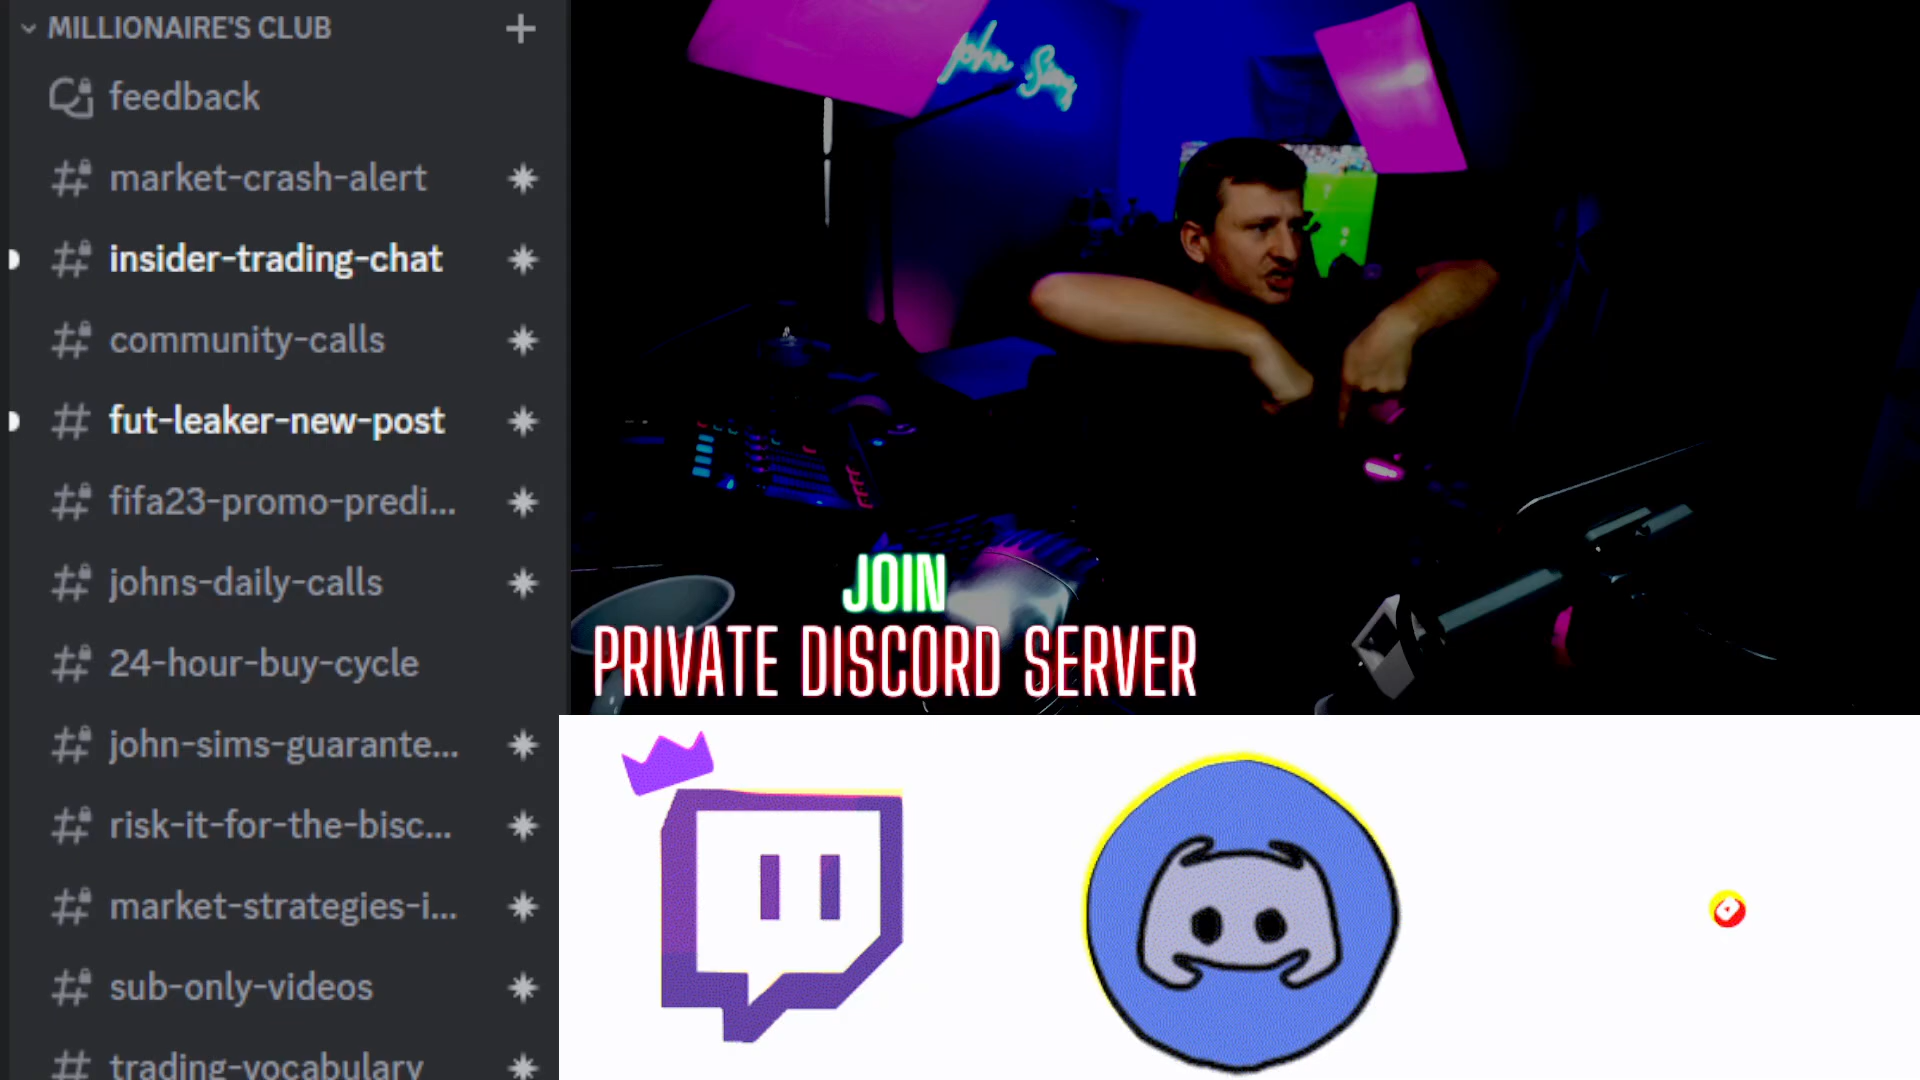 MILLIONAIRE'S CLUB
feedback
market-crash-alert
insider-trading-chat
community-calls
fut-leaker-new-post
fifa23-promo-predi...
johns-daily-calls
24-hour-buy-cycle
john-sims-guarante...
risk-it-for-the-bisc...
market-strategies-i...
sub-only-videos
trading-vocabulary
John Sims
JOIN
PRIVATE DISCORD SERVER